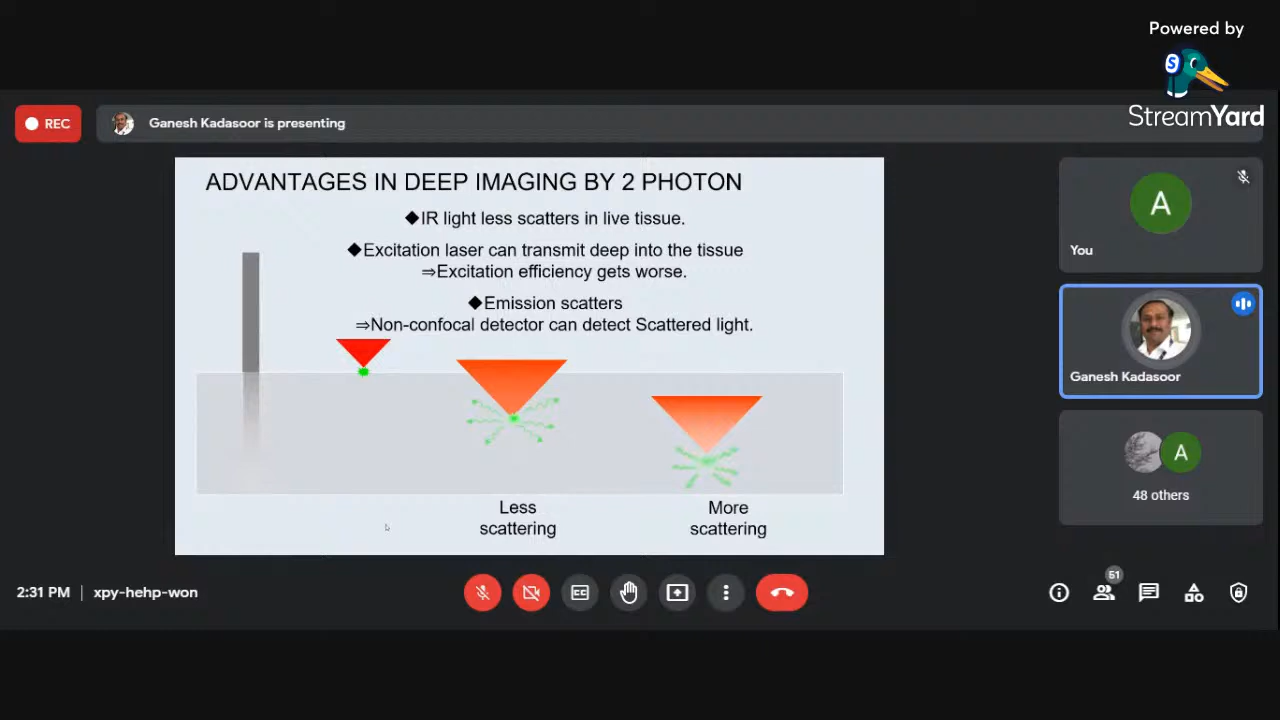 Powered by
S
StreamYard
REC
Ganesh Kadasoor is presenting
ADVANTAGES IN DEEP IMAGING BY 2 PHOTON
◆IR light less scatters in live tissue.
◆Excitation laser can transmit deep into the tissue
⇒Excitation efficiency gets worse.
◆Emission scatters
⇒Non-confocal detector can detect Scattered light.
Less
scattering
More
scattering
A
You
Ganesh Kadasoor
A
48 others
2:31 PM | xpy-hehp-won
CC
51